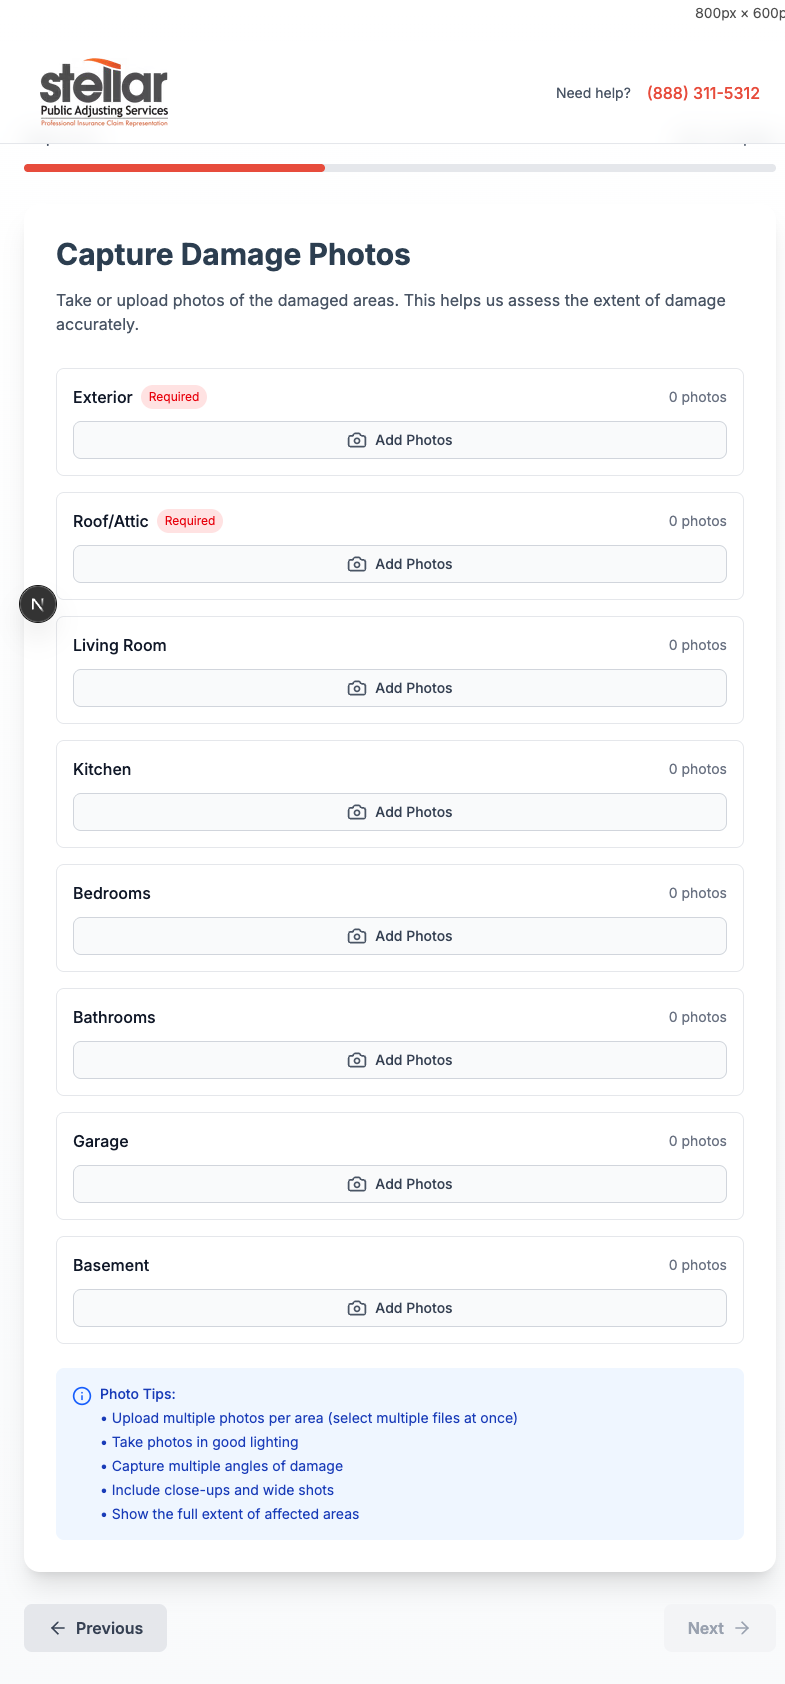 800px × 600p
stellar
Public Adjusting Services
Professional Insurance Claim Representation
Need help? (888) 311-5312
Capture Damage Photos
Take or upload photos of the damaged areas. This helps us assess the extent of damage
accurately.
Exterior Required 0 photos
Add Photos
Roof/Attic Required 0 photos
Add Photos
N
Living Room 0 photos
Add Photos
Kitchen 0 photos
Add Photos
Bedrooms 0 photos
Add Photos
Bathrooms 0 photos
Add Photos
Garage 0 photos
Add Photos
Basement 0 photos
Add Photos
Photo Tips:
• Upload multiple photos per area (select multiple files at once)
• Take photos in good lighting
• Capture multiple angles of damage
• Include close-ups and wide shots
• Show the full extent of affected areas
Previous
Next